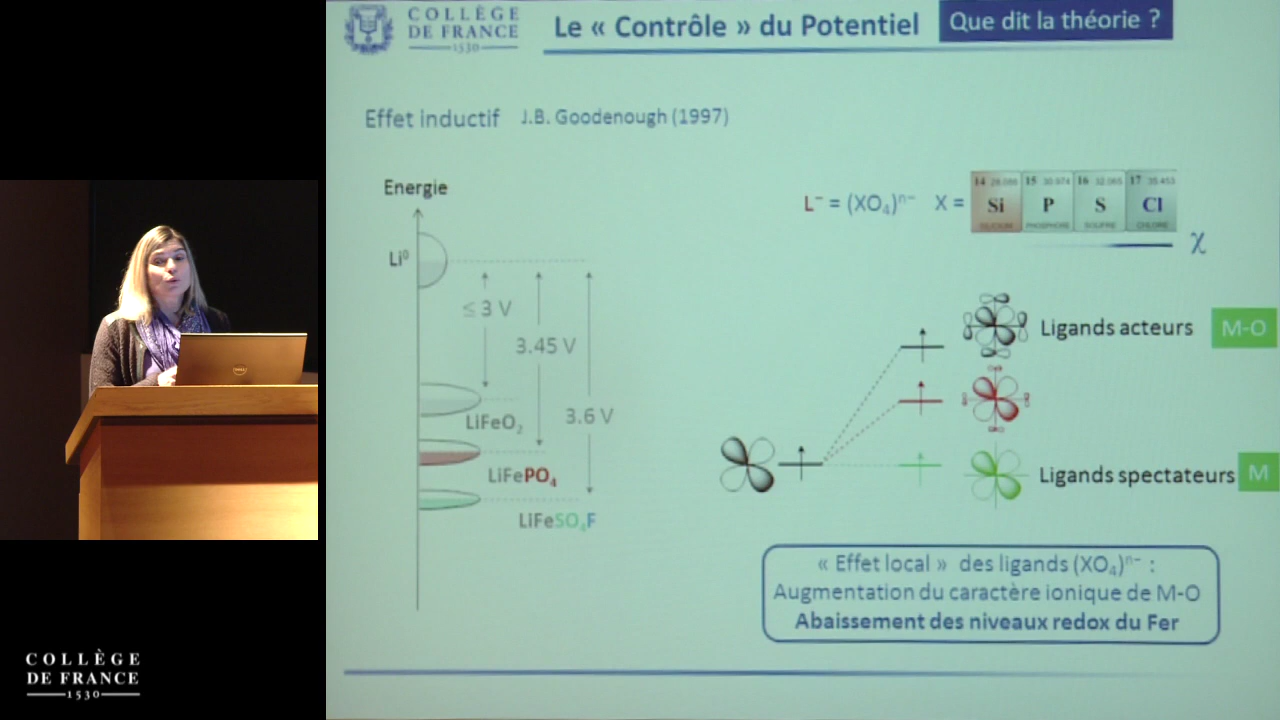 COLLÈGE
DE FRANCE
1530
Le « Contrôle » du Potentiel
Que dit la théorie ?
Effet inductif J.B. Goodenough (1997)
Energie
Li⁰
≤ 3 V
3.45 V
3.6 V
LiFeO₂
LiFePO₄
LiFeSO₄F
L⁻ = (XO₄)ⁿ⁻ X =
14 15 16 17
Si P S Cl
SILICIUM PHOSPHORE SOUFRE CHLORE
χ
Ligands acteurs M-O
Ligands spectateurs M
« Effet local » des ligands (XO₄)ⁿ⁻ :
Augmentation du caractère ionique de M-O
Abaissement des niveaux redox du Fer
DELL
COLLÈGE
DE FRANCE
1530